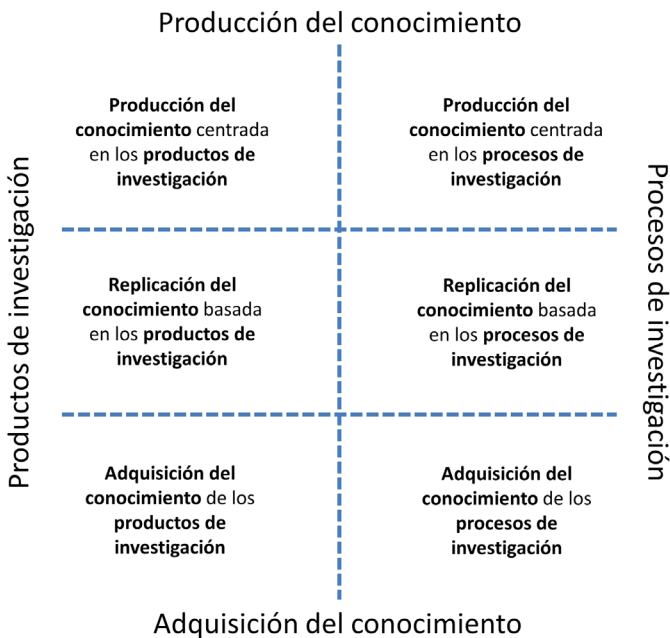 Producción del conocimiento
Producción del
conocimiento centrada
en los productos de
investigación
Producción del
conocimiento centrada
en los procesos de
investigación
Productos de investigación
Procesos de investigación
Replicación del
conocimiento basada
en los productos de
investigación
Replicación del
conocimiento basada
en los procesos de
investigación
Adquisición del
conocimiento de los
productos de
investigación
Adquisición del
conocimiento de los
procesos de
investigación
Adquisición del conocimiento